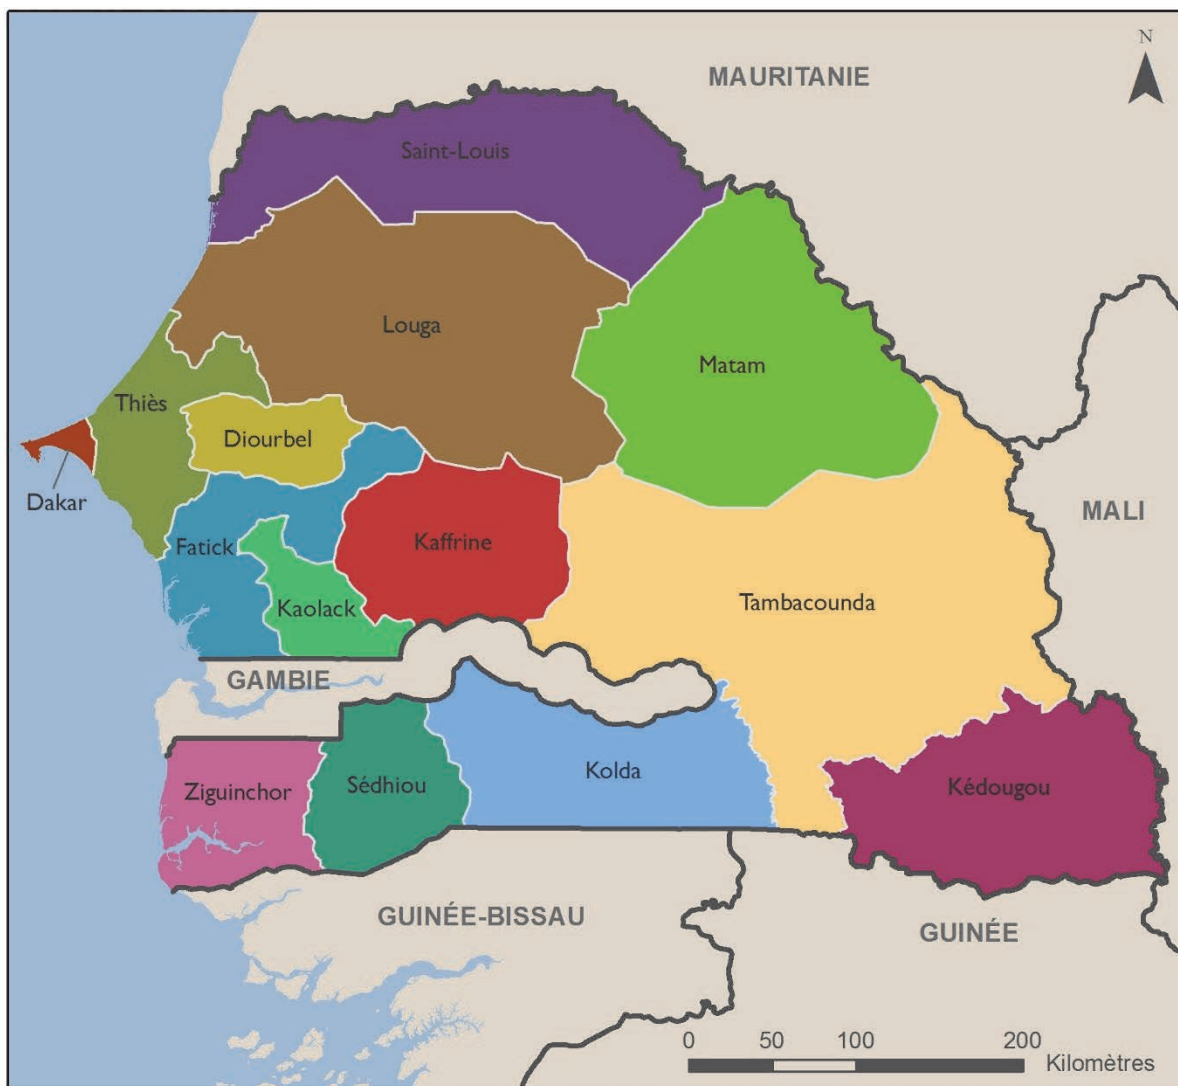 N
MAURITANIE
Saint-Louis
Louga
Matam
Thiès
Diourbel
Dakar
MALI
Fatick
Kaffrine
Kaolack
Tambacounda
GAMBIE
Kolda
Sédhiou
Ziguinchor
Kédougou
GUINÉE-BISSAU
GUINÉE
0 50 100 200
Kilomètres